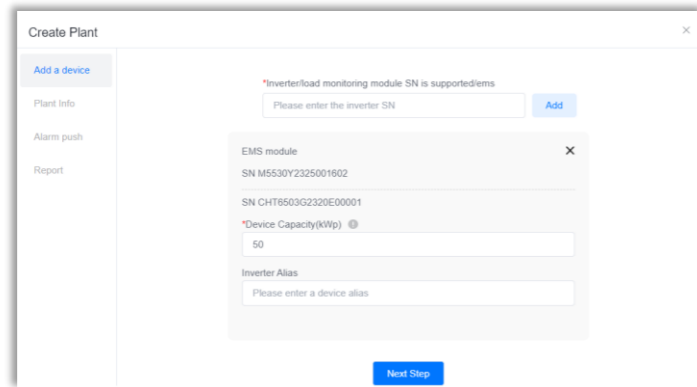 Create Plant
Add a device
Plant Info
Alarm push
Report
*Inverter/load monitoring module SN is supported/ems
Please enter the inverter SN
Add
EMS module
SN M5530Y2325001602
SN CHT6503G2320E00001
*Device Capacity(kWp)
50
Inverter Alias
Please enter a device alias
Next Step